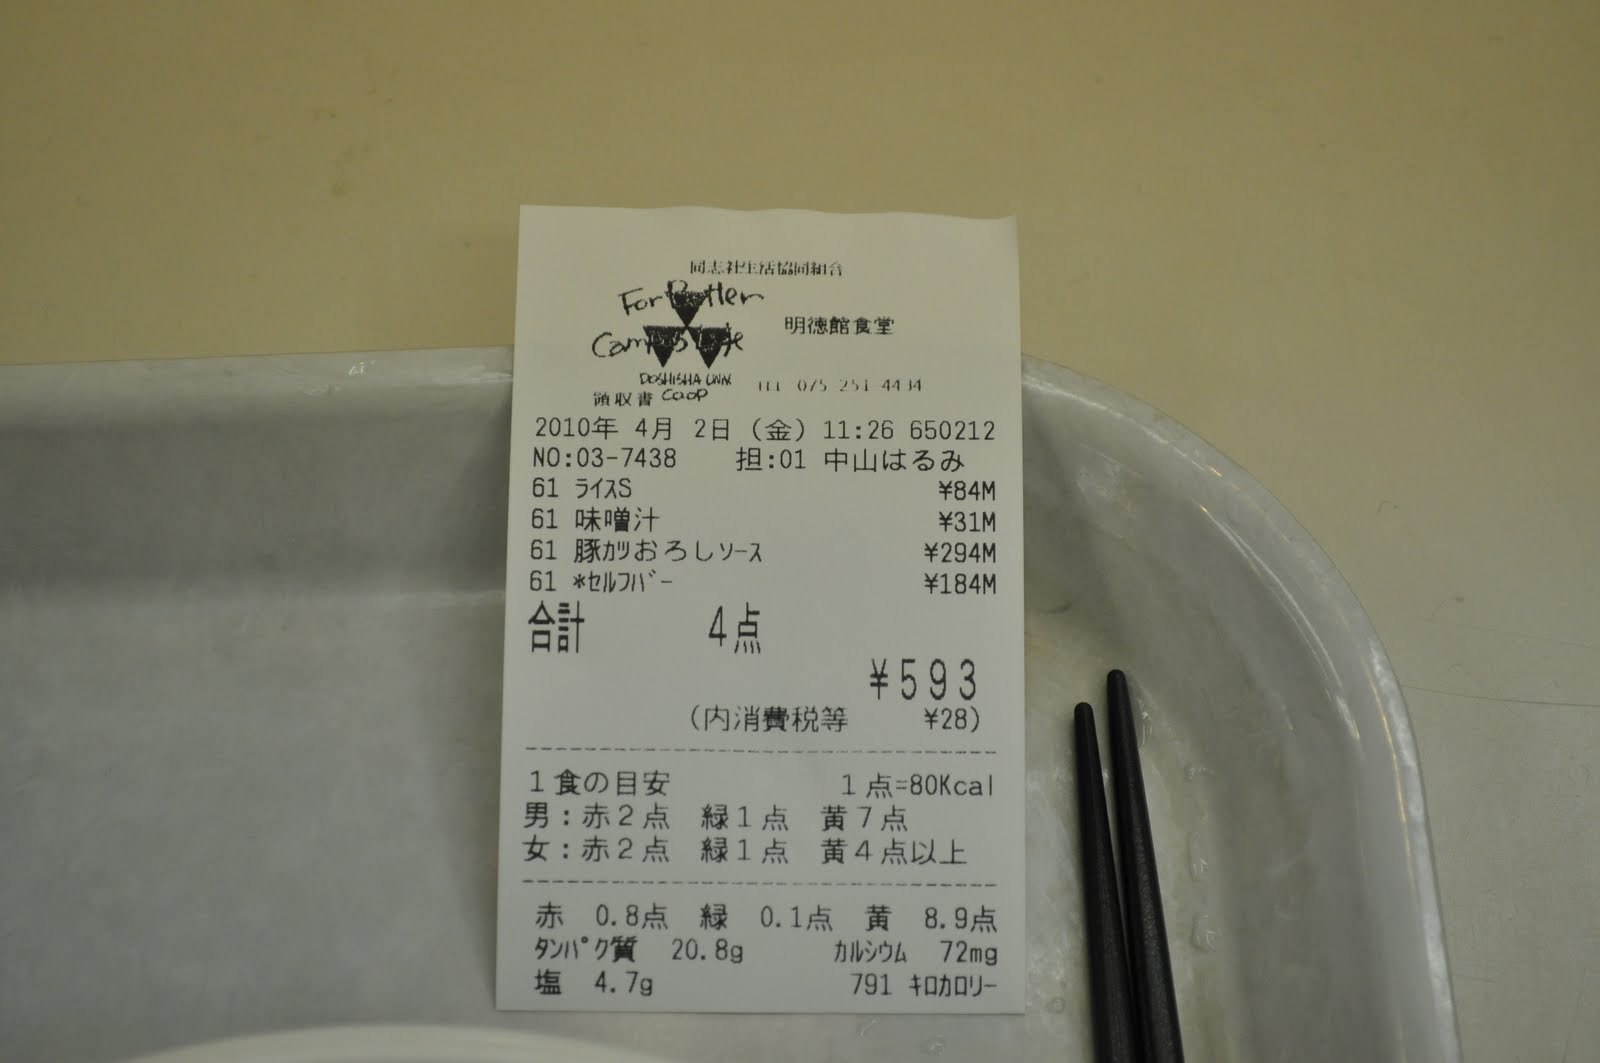 同志社生活協同組合
For Better
Campus Life
明徳館食堂
DOSHISHA UNIV.
CO-OP
TEL 075-251-4434
領収書
2010年 4月 2日 (金) 11:26 650212
NO:03-7438 担:01 中山はるみ
61 ﾗｲｽS ¥84M
61 味噌汁 ¥31M
61 豚ｶﾂおろしｿｰｽ ¥294M
61 *ｾﾙﾌﾊﾞｰ ¥184M
合計 4点
¥593
(内消費税等 ¥28)
1食の目安 1点=80Kcal
男:赤2点 緑1点 黄7点
女:赤2点 緑1点 黄4点以上
赤 0.8点 緑 0.1点 黄 8.9点
ﾀﾝﾊﾟｸ質 20.8g ｶﾙｼｳﾑ 72mg
塩 4.7g 791 ｷﾛｶﾛﾘｰ